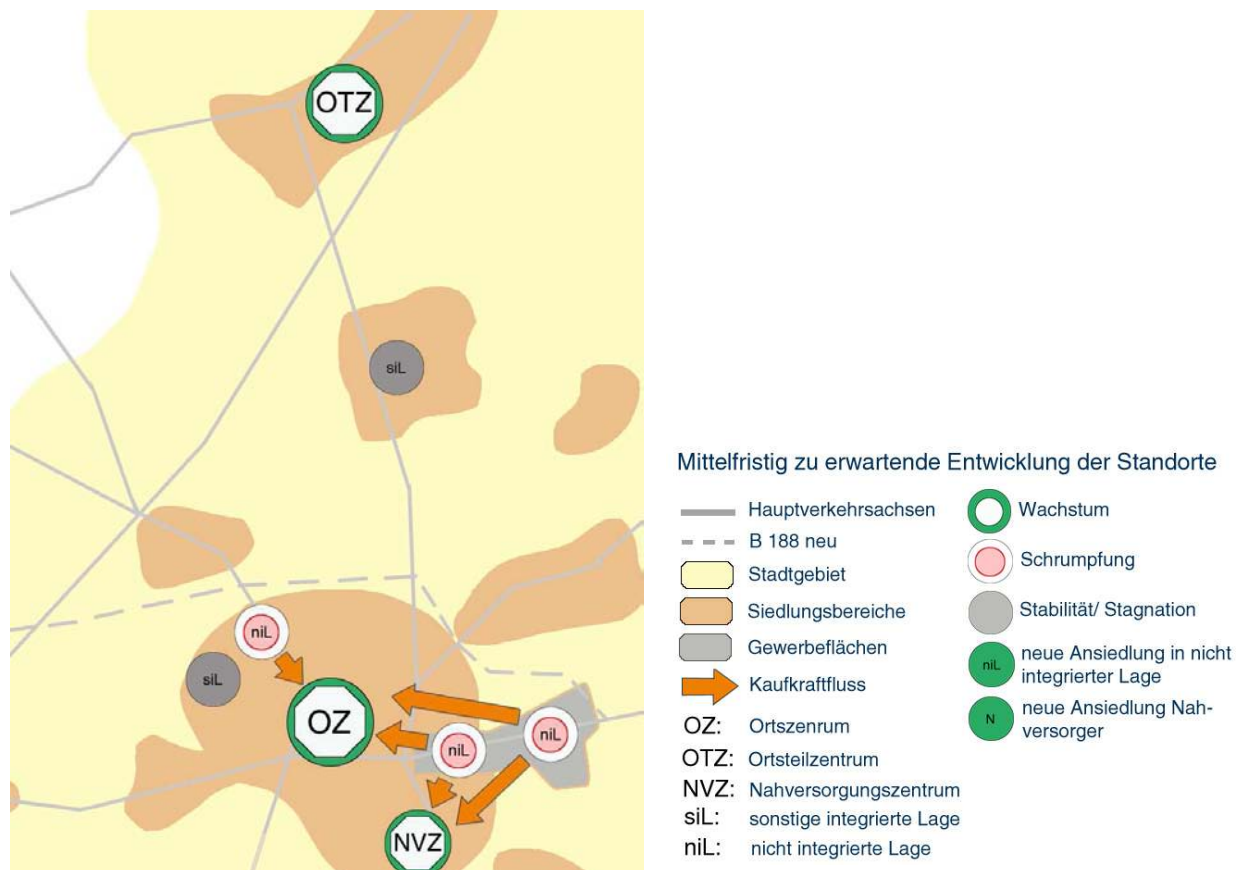 OTZ
siL
niL
siL
OZ
niL
niL
NVZ
Mittelfristig zu erwartende Entwicklung der Standorte
Hauptverkehrsachsen
B 188 neu
Stadtgebiet
Siedlungsbereiche
Gewerbeflächen
Kaufkraftfluss
OZ: Ortszenrum
OTZ: Ortsteilzentrum
NVZ: Nahversorgungszentrum
siL: sonstige integrierte Lage
niL: nicht integrierte Lage
Wachstum
Schrumpfung
Stabilität/ Stagnation
niL neue Ansiedlung in nicht
integrierter Lage
N neue Ansiedlung Nah-
versorger